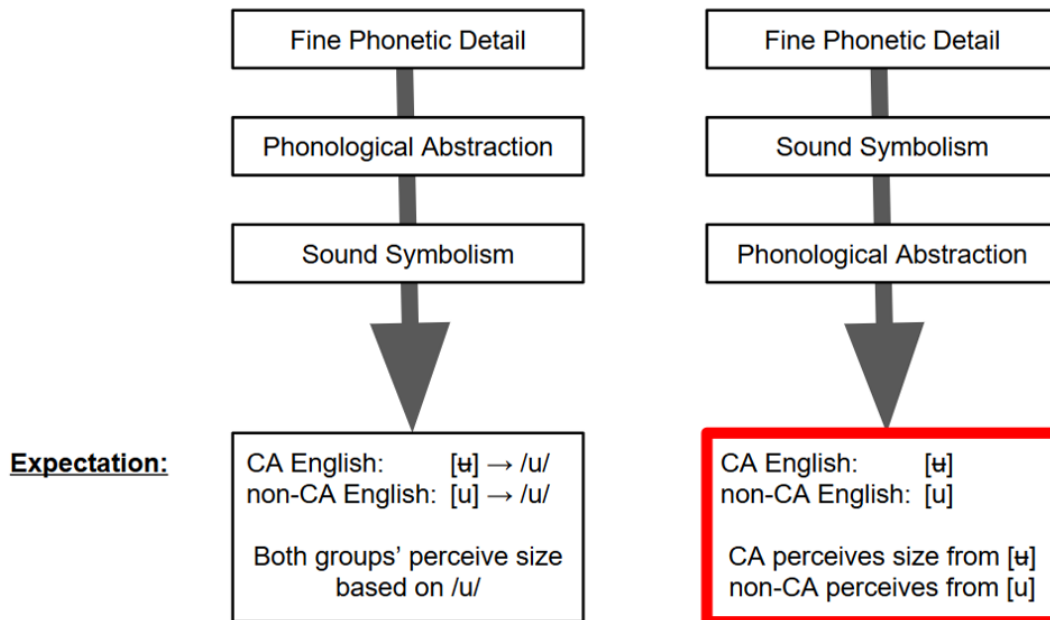 Fine Phonetic Detail
Phonological Abstraction
Sound Symbolism
Fine Phonetic Detail
Sound Symbolism
Phonological Abstraction
Expectation:
CA English: [ʉ] → /u/
non-CA English: [u] → /u/
Both groups' perceive size
based on /u/
CA English: [ʉ]
non-CA English: [u]
CA perceives size from [ʉ]
non-CA perceives from [u]